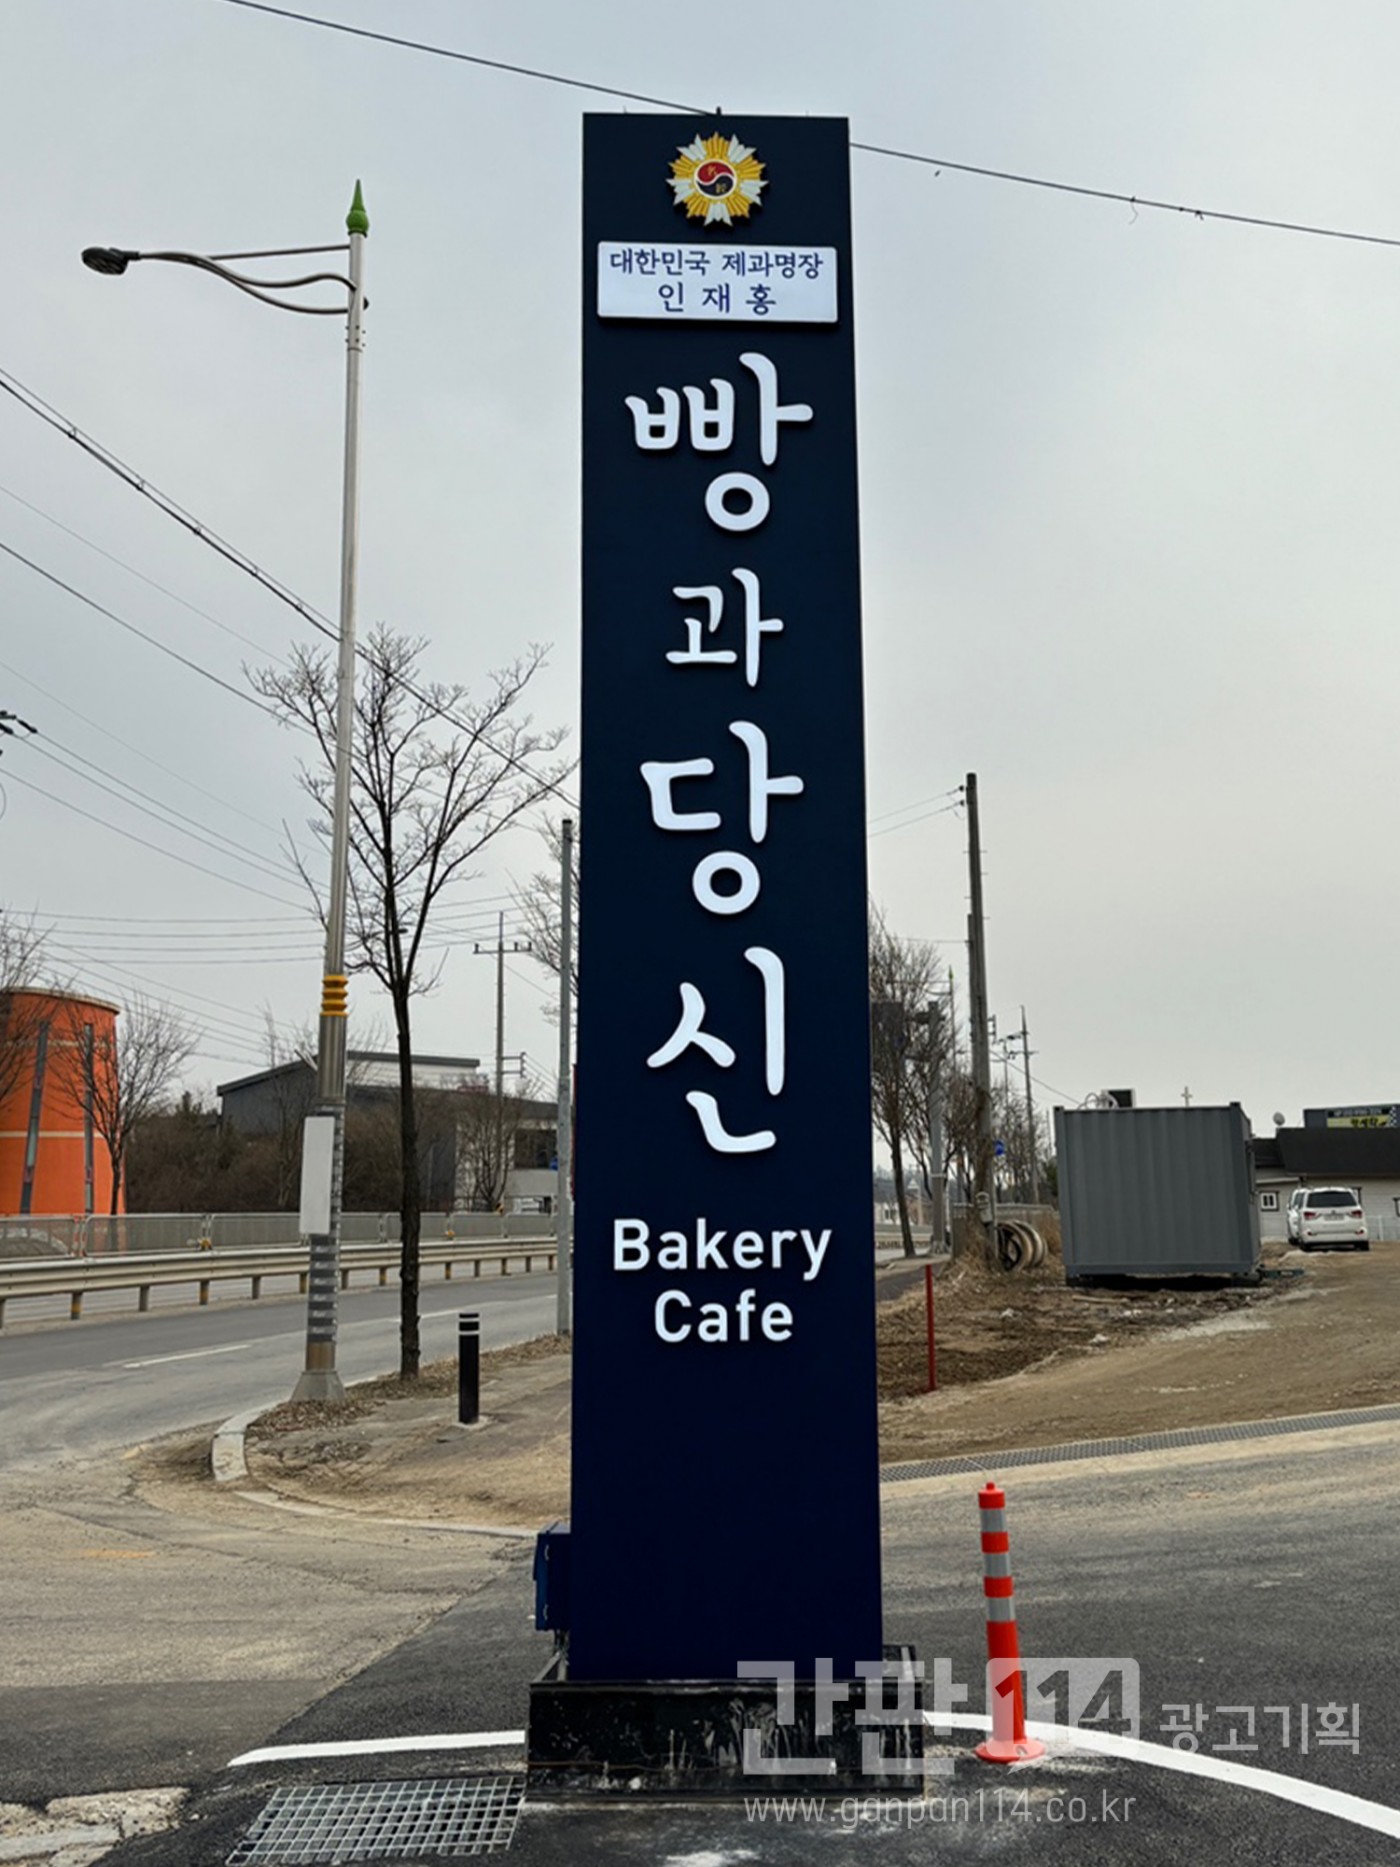 대한민국 제과명장
인재홍
빵과당신
Bakery
Cafe
간판114 광고기획
www.ganpan114.co.kr